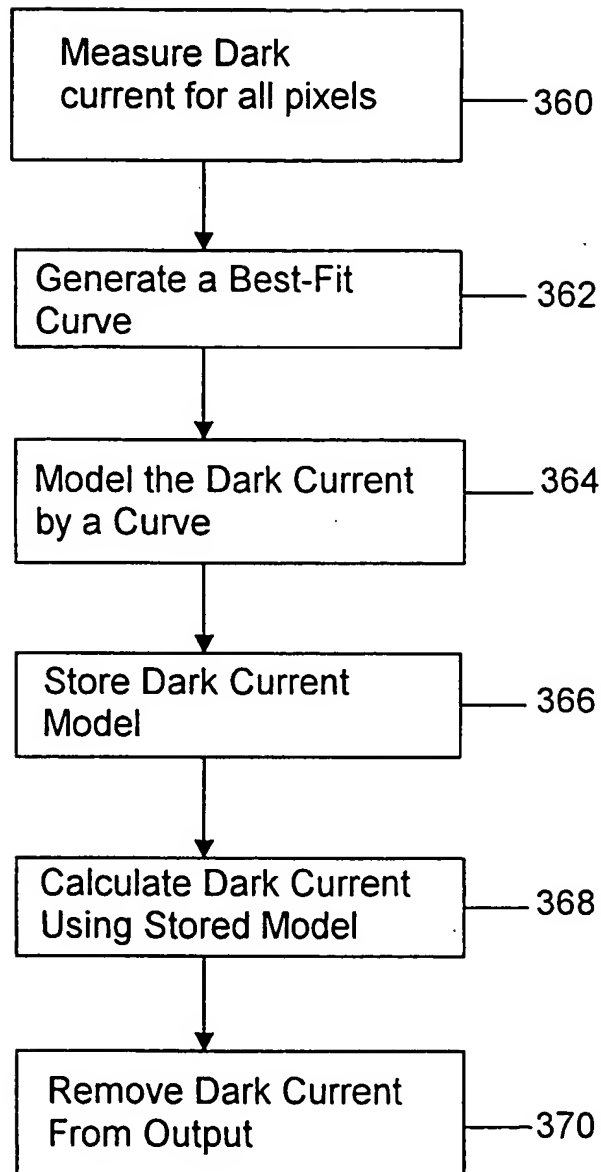 Measure Dark
current for all pixels
360
Generate a Best-Fit
Curve
362
Model the Dark Current
by a Curve
364
Store Dark Current
Model
366
Calculate Dark Current
Using Stored Model
368
Remove Dark Current
From Output
370